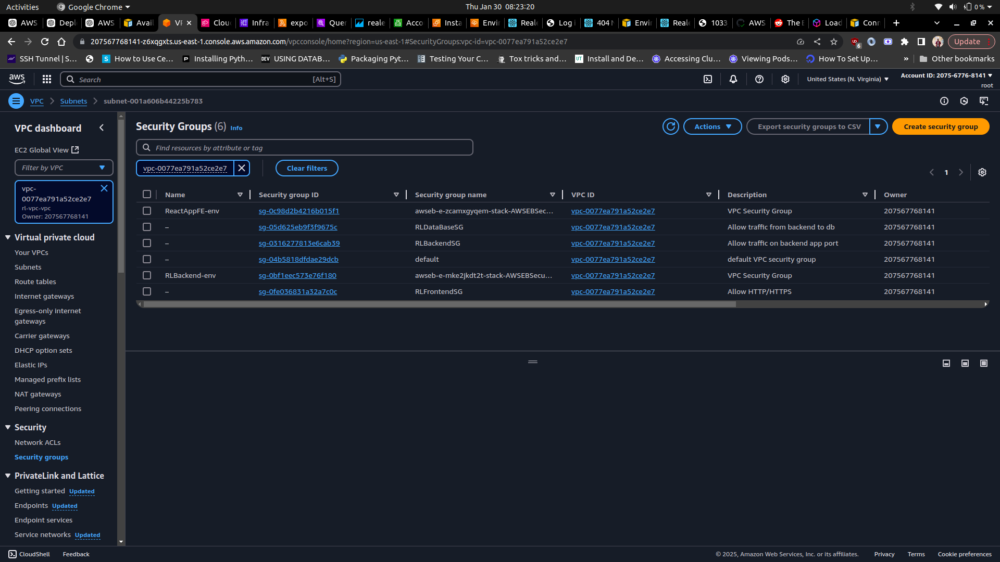 Activities
Google Chrome
Thu Jan 30 08:23:20
0 %
AWS
Depl
AWS
Avai
VP
Clou
Infra
expo
Quer
reale
Acco
Insta
Envir
Reale
Log i
404 N
Envir
Reale
1033
AWS
The E
Load
Conn
207567768141-z6xqgxts.us-east-1.console.aws.amazon.com/vpcconsole/home?region=us-east-1#SecurityGroups:vpc-id=vpc-0077ea791a52ce2e7
6
Update
SSH Tunnel | S...
How to Use Ce...
Installing Pyth...
DEV
USING DATAB...
Packaging Pyt...
Testing Your C...
Tox tricks and...
UT
Install and De...
Accessing Clu...
Viewing Pods...
How To Set Up...
»
Other bookmarks
aws
Search
[Alt+S]
United States (N. Virginia)
Account ID: 2075-6776-8141
root
VPC
Subnets
subnet-001a606b44225b783
VPC dashboard
EC2 Global View
Filter by VPC
vpc-
0077ea791a52ce2e7
rl-vpc-vpc
Owner: 207567768141
Virtual private cloud
Your VPCs
Subnets
Route tables
Internet gateways
Egress-only internet
gateways
Carrier gateways
DHCP option sets
Elastic IPs
Managed prefix lists
NAT gateways
Peering connections
Security
Network ACLs
Security groups
PrivateLink and Lattice
Getting started Updated
Endpoints Updated
Endpoint services
Service networks Updated
Security Groups (6) Info
Actions
Export security groups to CSV
Create security group
Find resources by attribute or tag
vpc-0077ea791a52ce2e7
Clear filters
1
Name Security group ID Security group name VPC ID Description Owner
ReactAppFE-env sg-0c98d2b4216b015f1 awseb-e-zcamxgyqem-stack-AWSEBSec... vpc-0077ea791a52ce2e7 VPC Security Group 207567768141
– sg-05d625eb9f3f9675c RLDataBaseSG vpc-0077ea791a52ce2e7 Allow traffic from backend to db 207567768141
– sg-0316277813e6cab39 RLBackendSG vpc-0077ea791a52ce2e7 Allow traffic on backend app port 207567768141
– sg-04b5818dfdae29dcb default vpc-0077ea791a52ce2e7 default VPC security group 207567768141
RLBackend-env sg-0bf1eec573e76f180 awseb-e-mke2jkdt2t-stack-AWSEBSecu... vpc-0077ea791a52ce2e7 VPC Security Group 207567768141
– sg-0fe036831a32a7c0c RLFrontendSG vpc-0077ea791a52ce2e7 Allow HTTP/HTTPS 207567768141
CloudShell
Feedback
© 2025, Amazon Web Services, Inc. or its affiliates.
Privacy
Terms
Cookie preferences